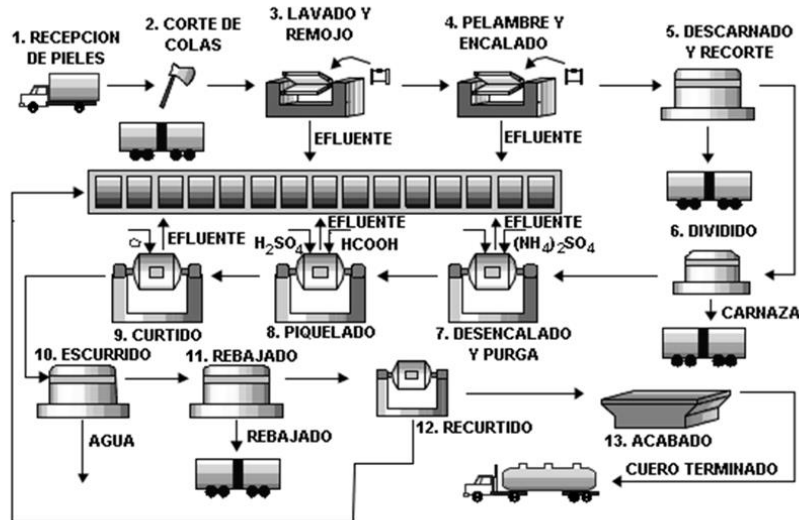 1. RECEPCION
DE PIELES
2. CORTE DE
COLAS
3. LAVADO Y
REMOJO
4. PELAMBRE Y
ENCALADO
5. DESCARNADO
Y RECORTE
EFLUENTE
EFLUENTE
6. DIVIDIDO
CARNAZA
EFLUENTE
(NH4)2SO4
7. DESENCALADO
Y PURGA
EFLUENTE
H2SO4
HCOOH
8. PIQUELADO
EFLUENTE
9. CURTIDO
10. ESCURRIDO
AGUA
11. REBAJADO
REBAJADO
12. RECURTIDO
13. ACABADO
CUERO TERMINADO